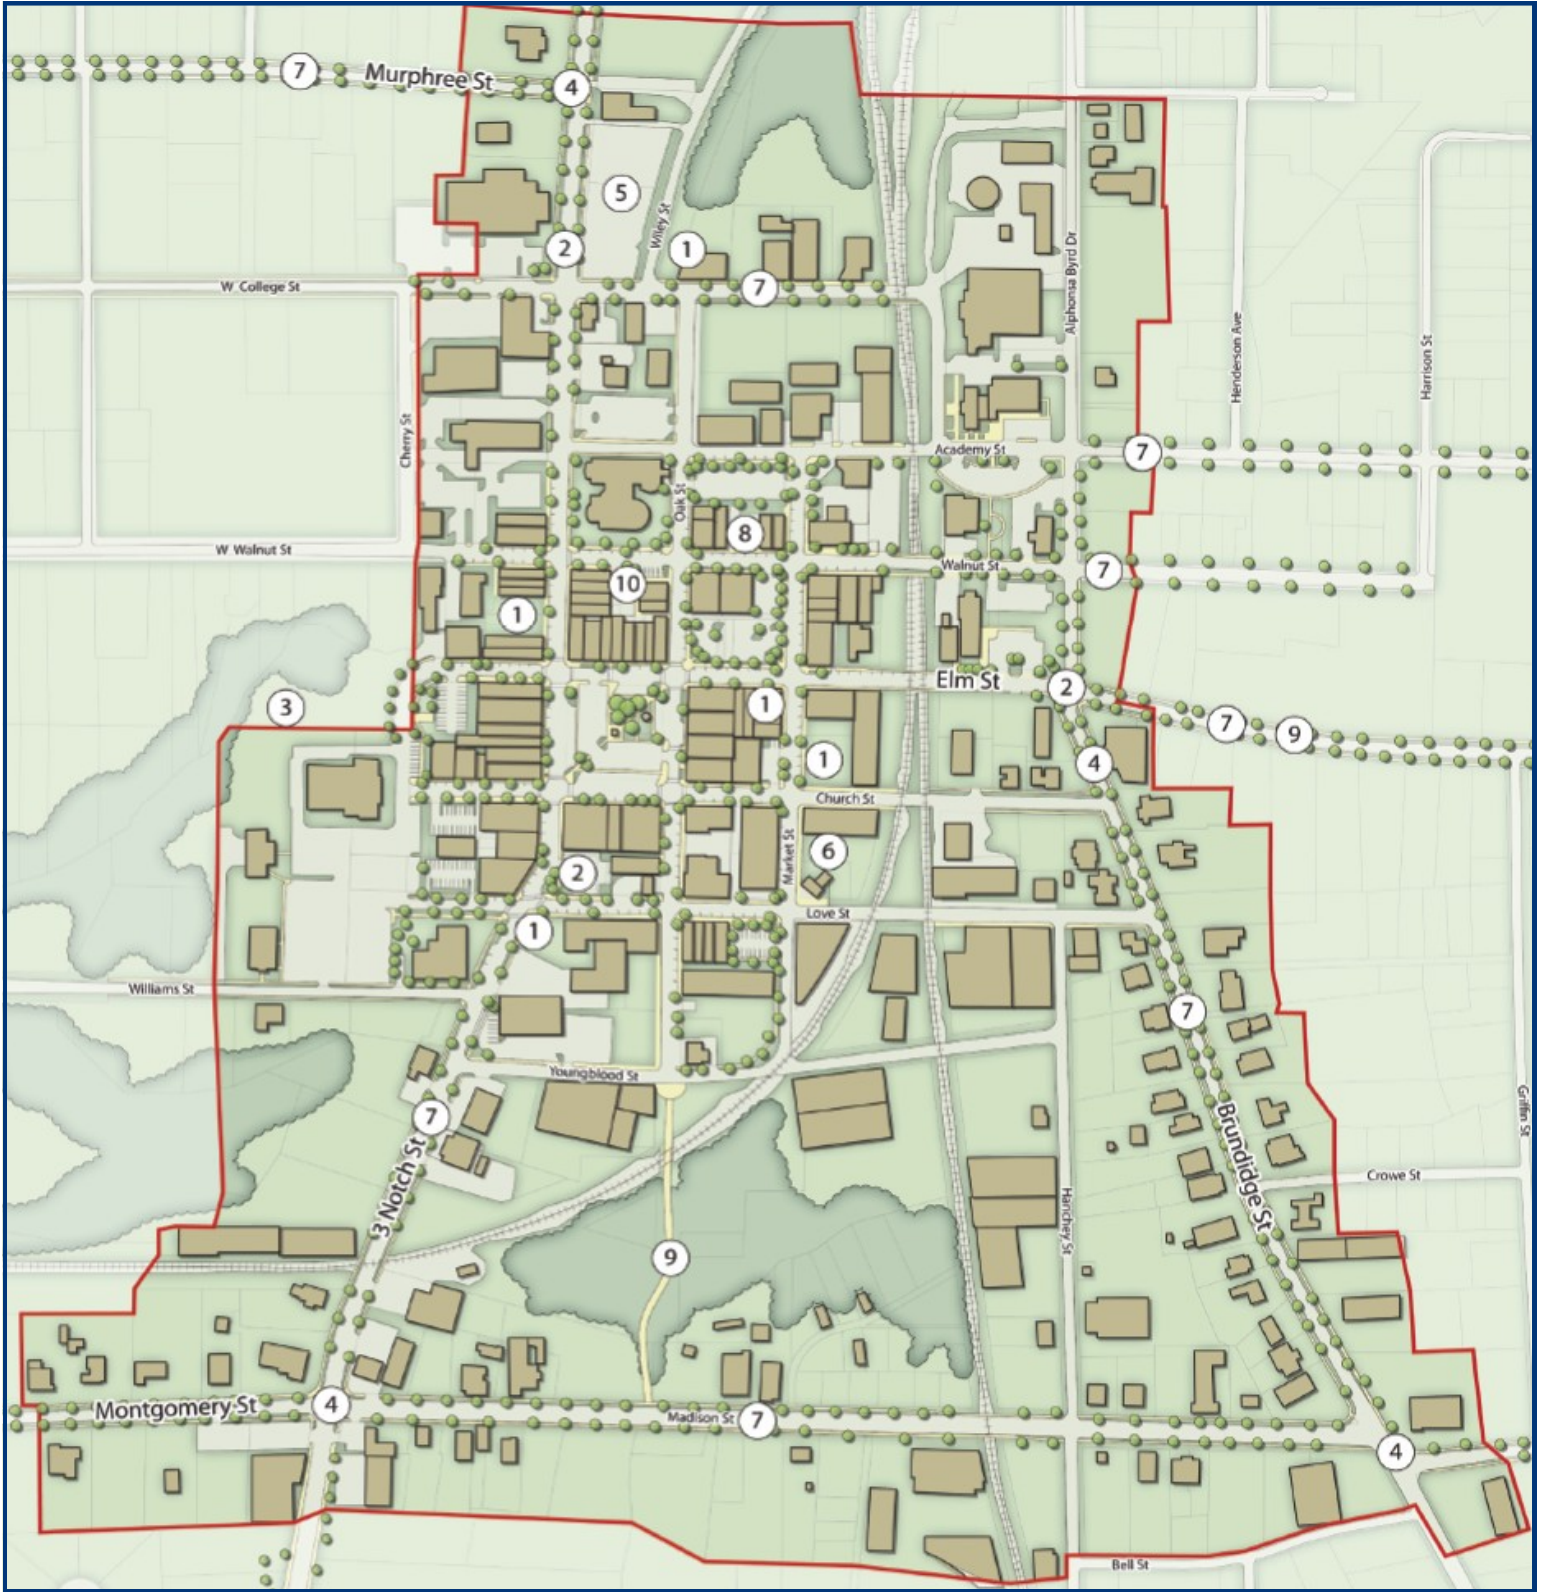 7
Murphree St
4
5
Wiley St
2
1
7
W College St
Alphonsa Byrd Dr
Henderson Ave
Harrison St
Cherry St
Academy St
7
Oak St
8
W Walnut St
Walnut St
7
10
1
Elm St
2
3
1
7
9
1
4
Church St
Market St
6
2
Love St
1
Williams St
7
Youngblood St
7
3 Notch St
Brundidge St
Griffin St
Crowe St
Hanchey St
9
Montgomery St
4
Madison St
7
4
Bell St